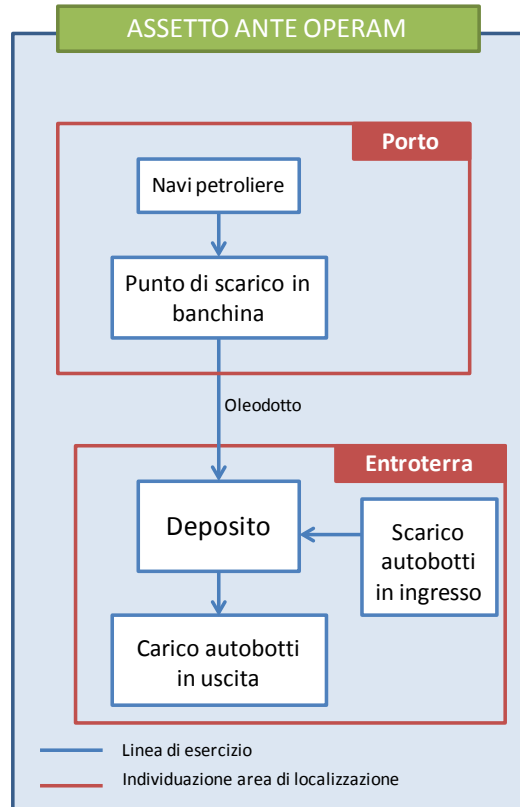 ASSETTO ANTE OPERAM
Porto
Navi petroliere
Punto di scarico in
banchina
Oleodotto
Entroterra
Deposito
Scarico
autobotti
in ingresso
Carico autobotti
in uscita
Linea di esercizio
Individuazione area di localizzazione